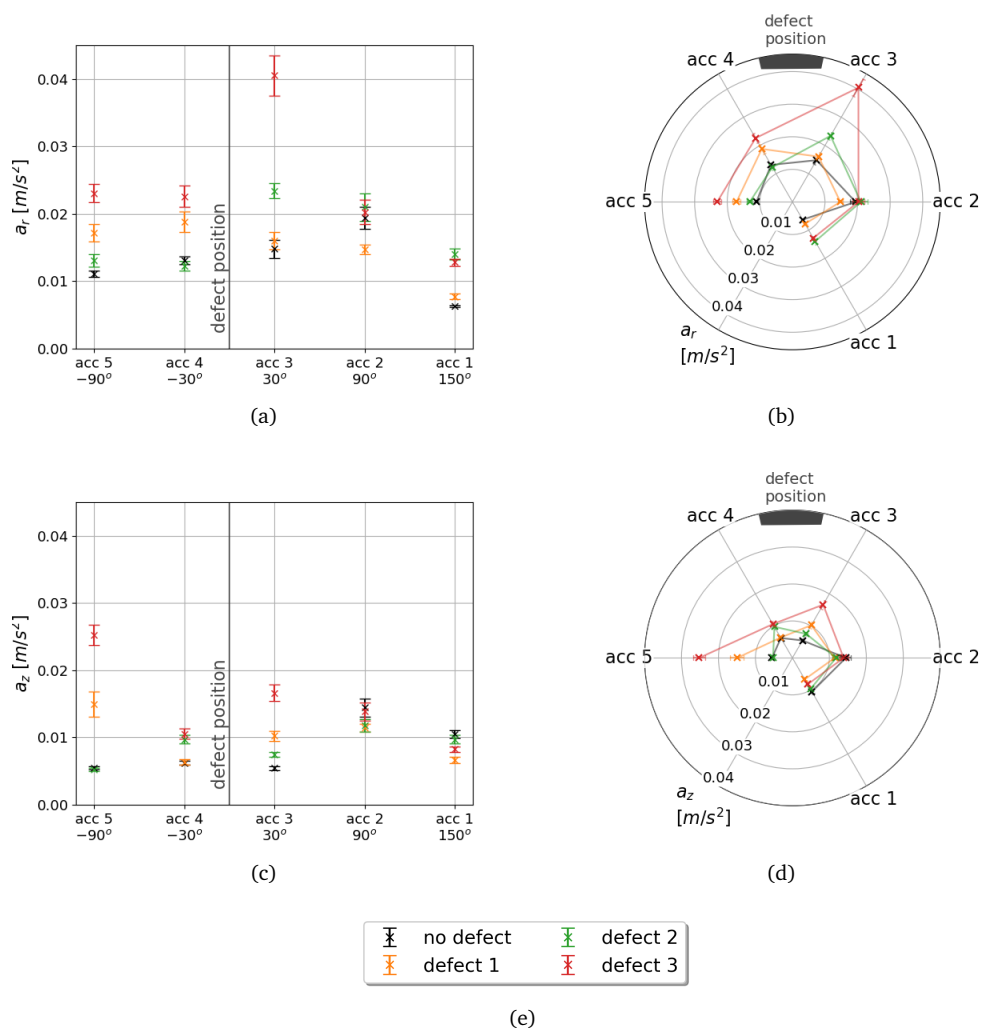 a_r [m/s²]
0.04
0.03
0.02
0.01
0.00
defect position
acc 5 acc 4 acc 3 acc 2 acc 1
−90° −30° 30° 90° 150°
(a)
defect
position
acc 4 acc 3
acc 5 acc 2
0.01
0.02
0.03
0.04
a_r
[m/s²]
acc 1
(b)
a_z [m/s²]
0.04
0.03
0.02
0.01
0.00
defect position
acc 5 acc 4 acc 3 acc 2 acc 1
−90° −30° 30° 90° 150°
(c)
defect
position
acc 4 acc 3
acc 5 acc 2
0.01
0.02
0.03
0.04
a_z
[m/s²]
acc 1
(d)
no defect defect 2
defect 1 defect 3
(e)